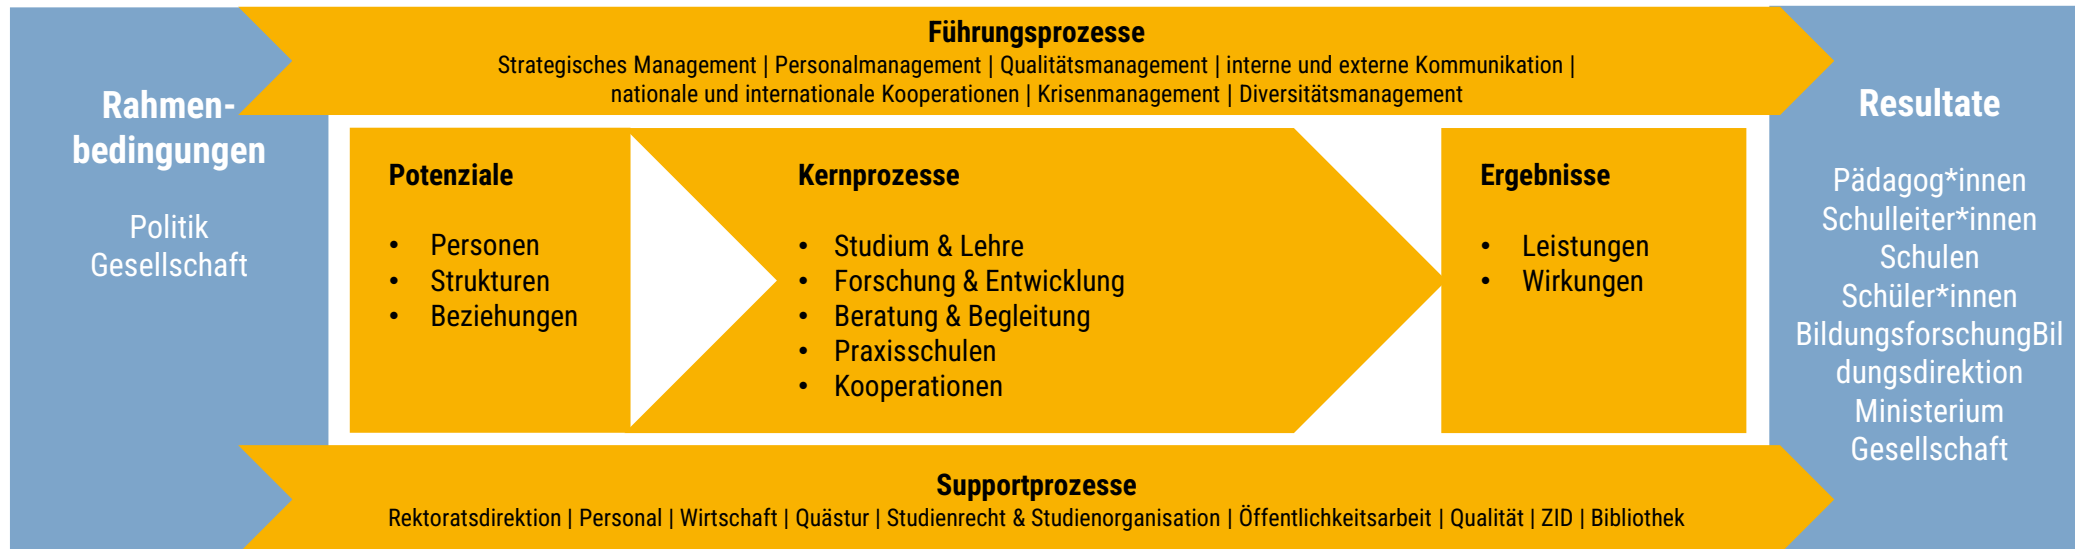 Führungsprozesse
Strategisches Management | Personalmanagement | Qualitätsmanagement | interne und externe Kommunikation |
nationale und internationale Kooperationen | Krisenmanagement | Diversitätsmanagement
Rahmen-
bedingungen
Politik
Gesellschaft
Potenziale
• Personen
• Strukturen
• Beziehungen
Kernprozesse
• Studium & Lehre
• Forschung & Entwicklung
• Beratung & Begleitung
• Praxisschulen
• Kooperationen
Ergebnisse
• Leistungen
• Wirkungen
Resultate
Pädagog*innen
Schulleiter*innen
Schulen
Schüler*innen
BildungsforschungBil
dungsdirektion
Ministerium
Gesellschaft
Supportprozesse
Rektoratsdirektion | Personal | Wirtschaft | Quästur | Studienrecht & Studienorganisation | Öffentlichkeitsarbeit | Qualität | ZID | Bibliothek